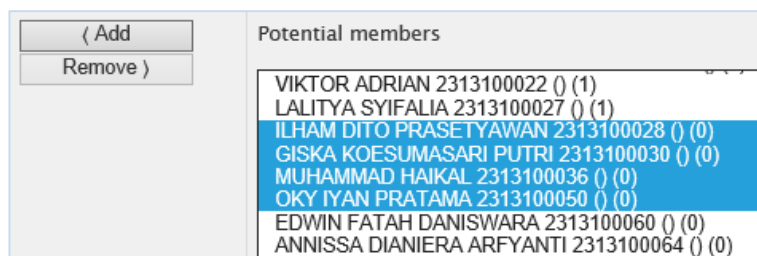 ⟨ Add
Remove ⟩
Potential members
VIKTOR ADRIAN 2313100022 () (1)
LALITYA SYIFALIA 2313100027 () (1)
ILHAM DITO PRASETYAWAN 2313100028 () (0)
GISKA KOESUMASARI PUTRI 2313100030 () (0)
MUHAMMAD HAIKAL 2313100036 () (0)
OKY IYAN PRATAMA 2313100050 () (0)
EDWIN FATAH DANISWARA 2313100060 () (0)
ANNISSA DIANIERA ARFYANTI 2313100064 () (0)